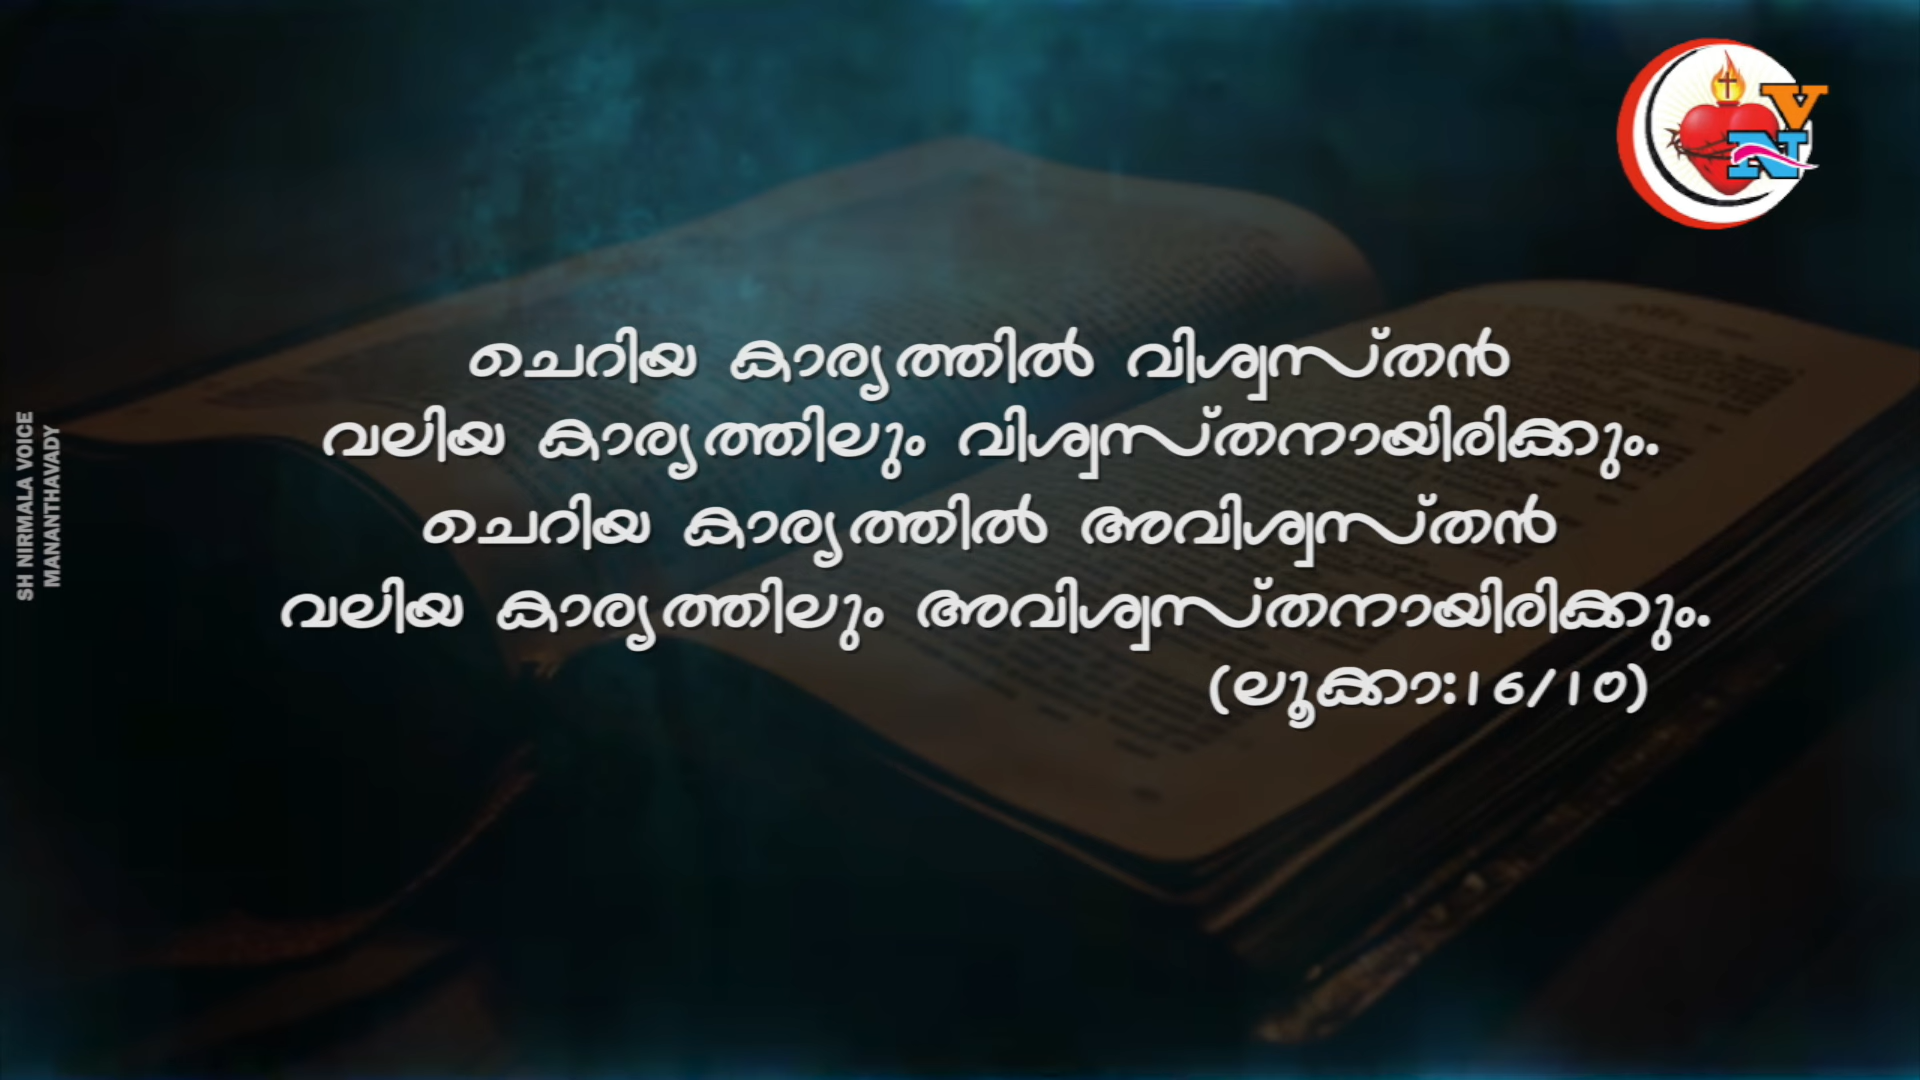 SH NIRMALA VOICE
MANANTHAVADY
V
N
ചെറിയ കാര്യത്തിൽ വിശ്വസ്തൻ
വലിയ കാര്യത്തിലും വിശ്വസ്തനായിരിക്കും.
ചെറിയ കാര്യത്തിൽ അവിശ്വസ്തൻ
വലിയ കാര്യത്തിലും അവിശ്വസ്തനായിരിക്കും.
(ലൂക്കാ:16/10)